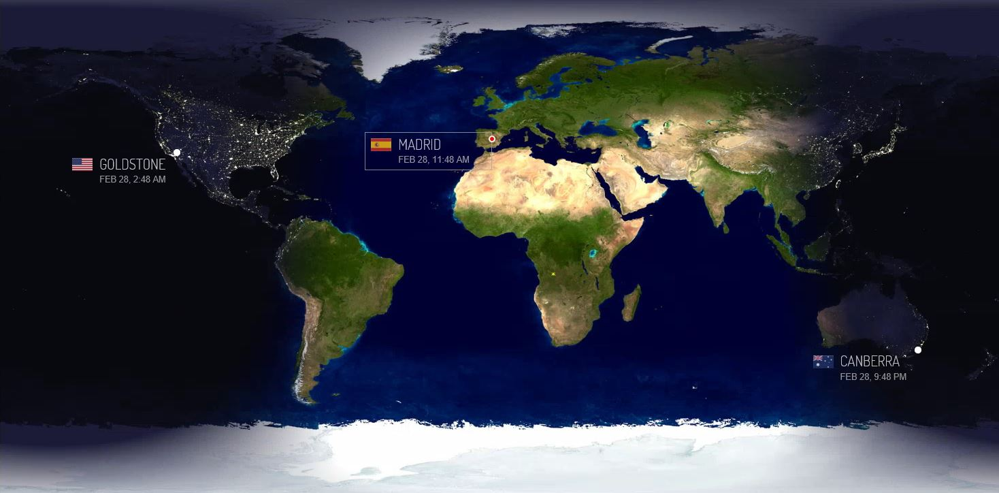 MADRID
FEB 28, 11:48 AM
GOLDSTONE
FEB 28, 2:48 AM
CANBERRA
FEB 28, 9:48 PM